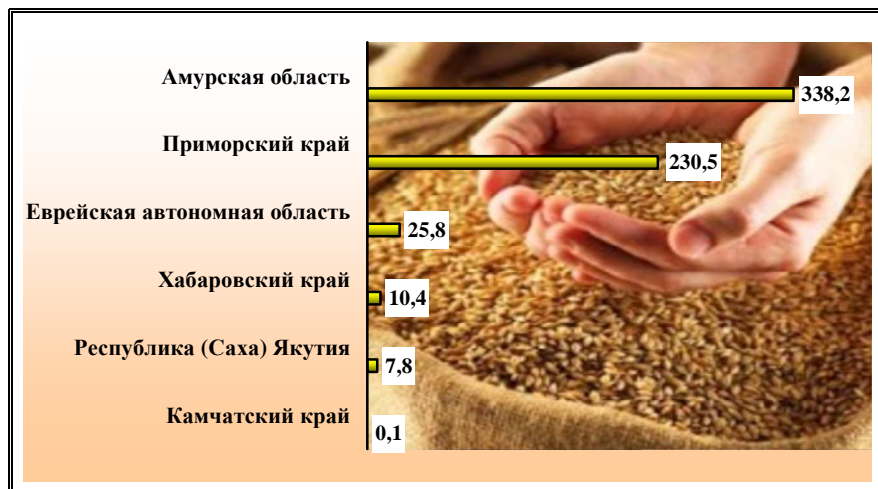 Амурская область
338,2
Приморский край
230,5
Еврейская автономная область
25,8
Хабаровский край
10,4
Республика (Саха) Якутия
7,8
Камчатский край
0,1